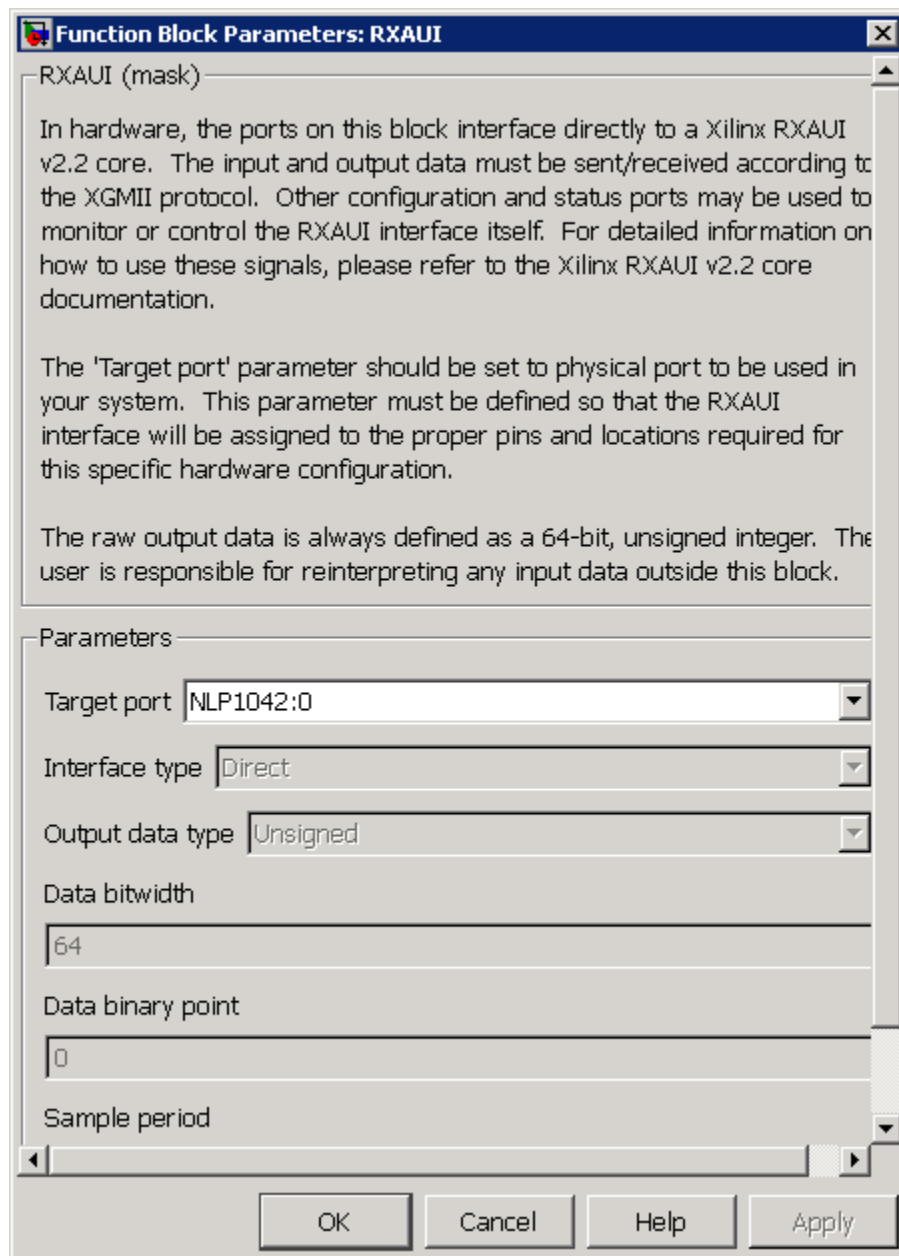 Function Block Parameters: RXAUI
RXAUI (mask)
In hardware, the ports on this block interface directly to a Xilinx RXAUI
v2.2 core.  The input and output data must be sent/received according to
the XGMII protocol.  Other configuration and status ports may be used to
monitor or control the RXAUI interface itself.  For detailed information on
how to use these signals, please refer to the Xilinx RXAUI v2.2 core
documentation.
The 'Target port' parameter should be set to physical port to be used in
your system.  This parameter must be defined so that the RXAUI
interface will be assigned to the proper pins and locations required for
this specific hardware configuration.
The raw output data is always defined as a 64-bit, unsigned integer.  The
user is responsible for reinterpreting any input data outside this block.
Parameters
Target port NLP1042:0
Interface type Direct
Output data type Unsigned
Data bitwidth
64
Data binary point
0
Sample period
OK Cancel Help Apply